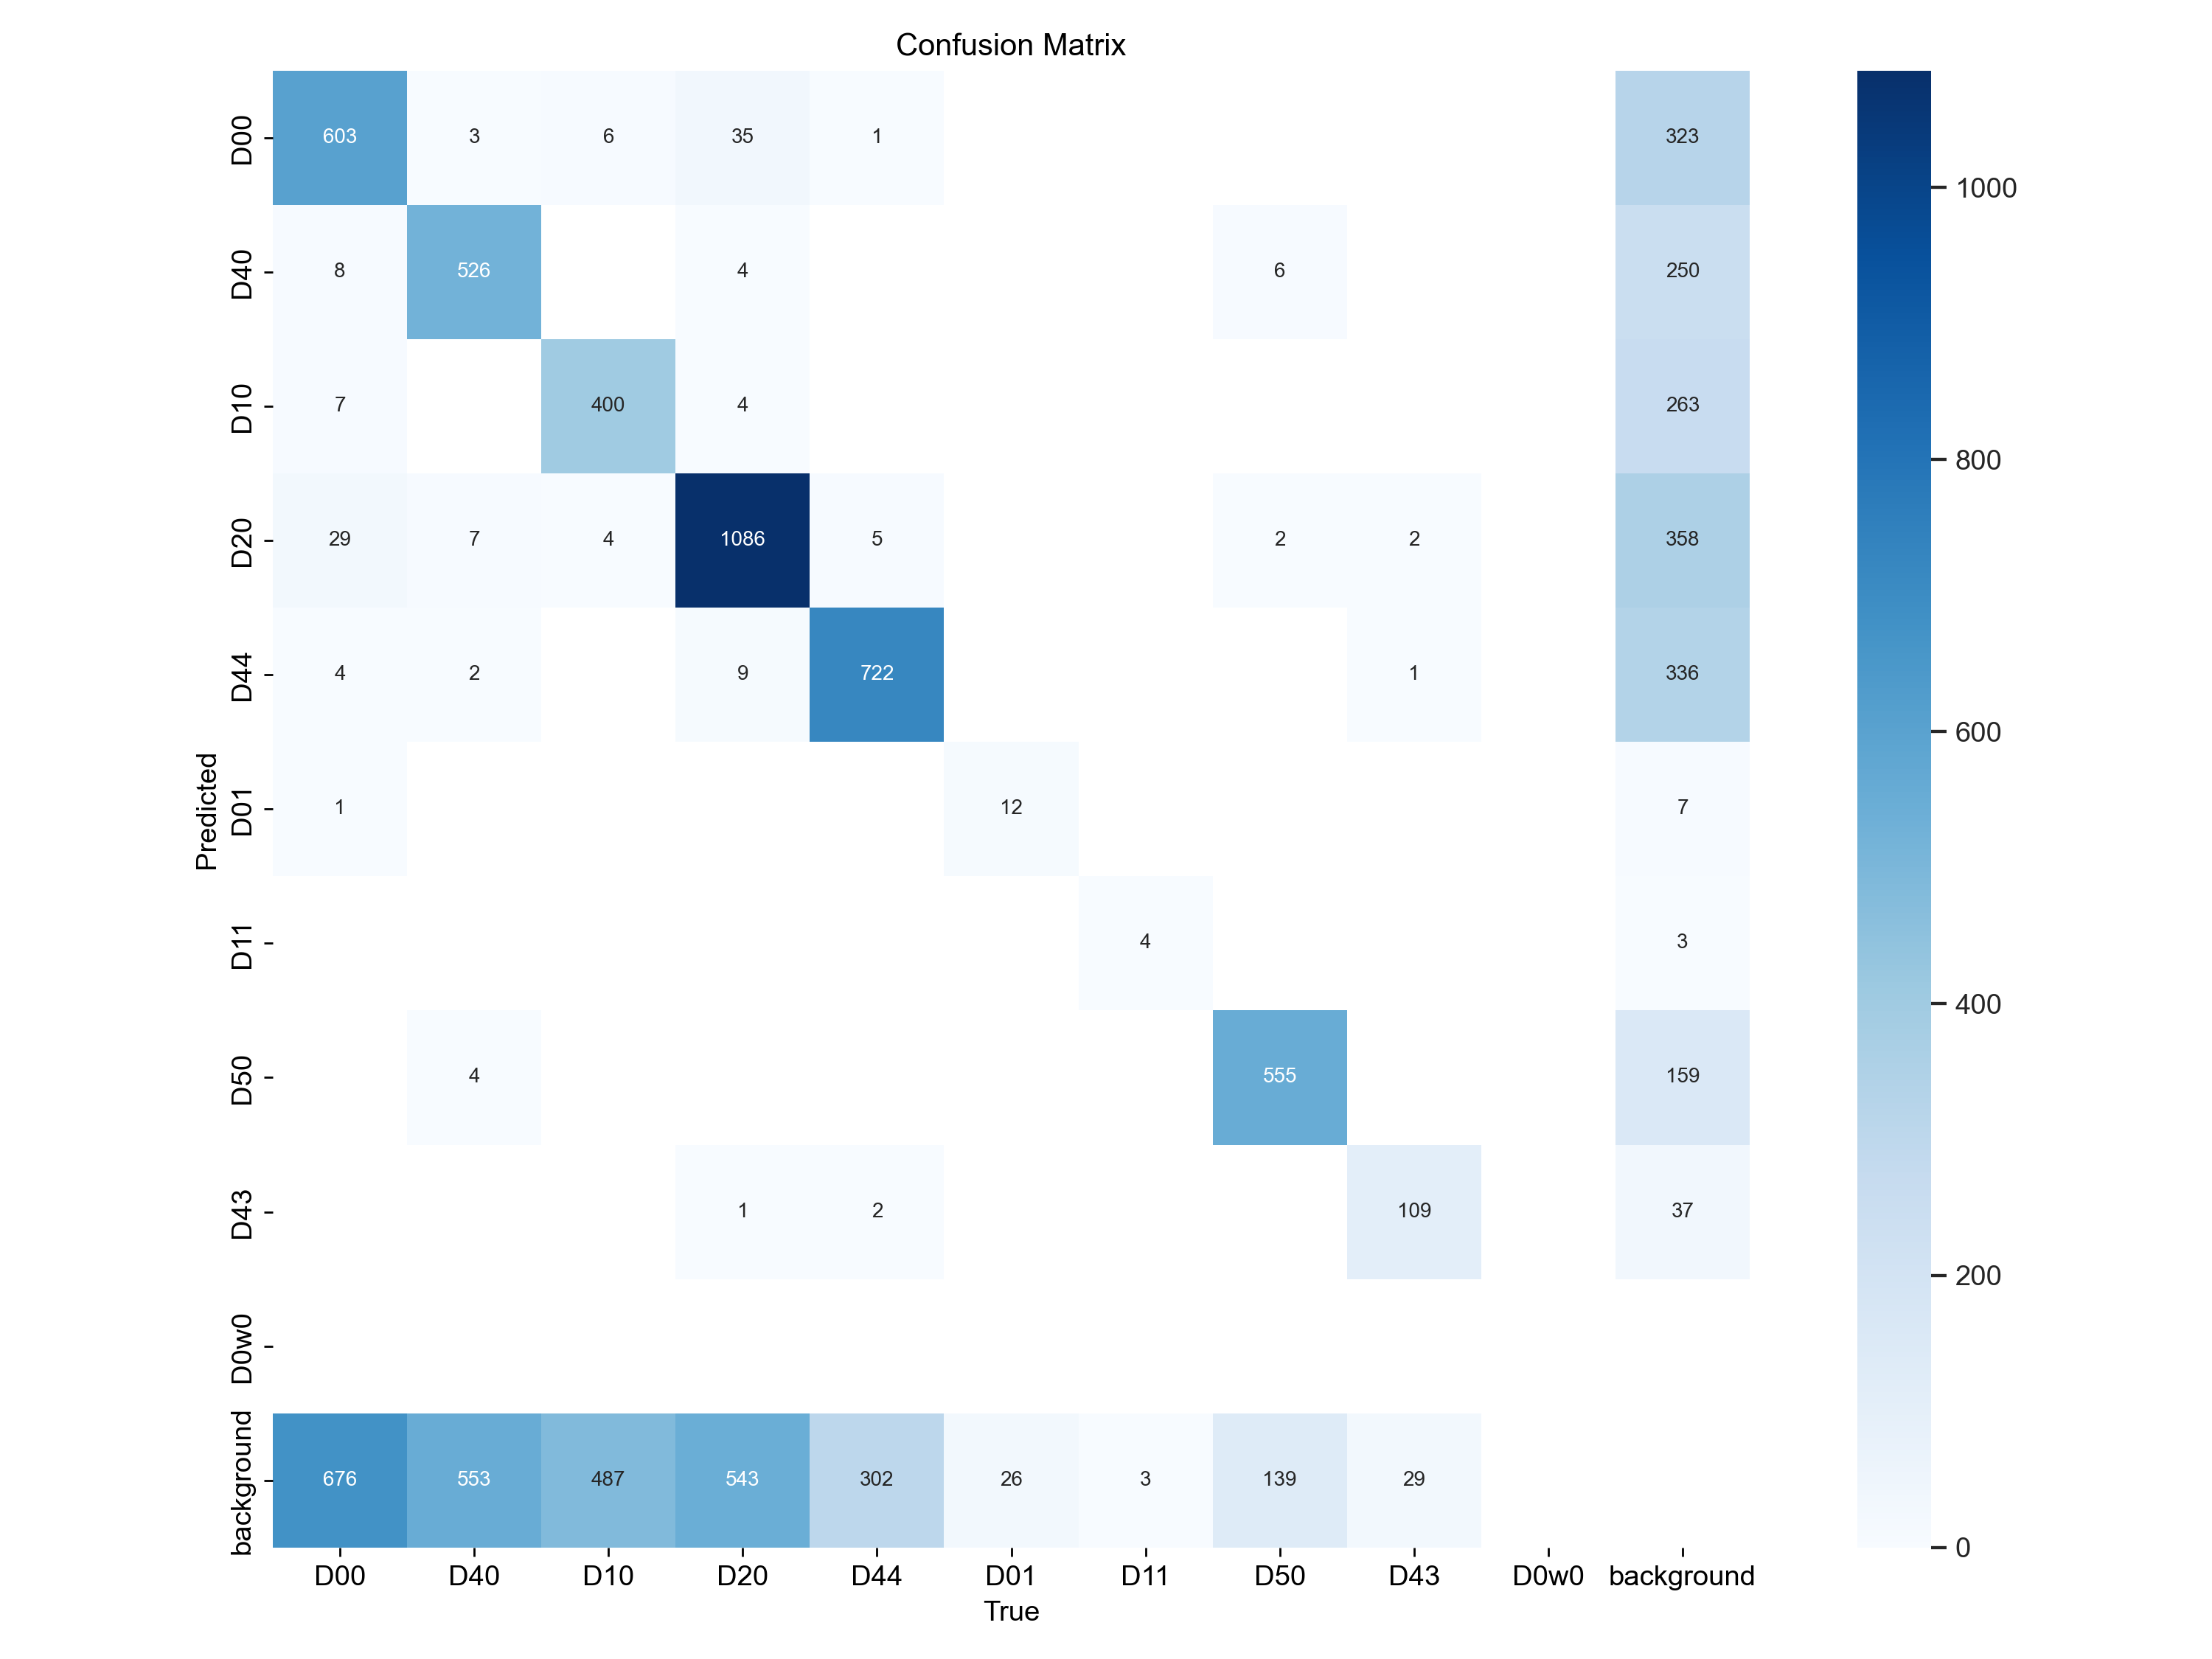 Confusion Matrix
D00 603 3 6 35 1 323
D40 8 526 4 6 250
D10 7 400 4 263
D20 29 7 4 1086 5 2 2 358
D44 4 2 9 722 1 336
D01 1 12 7
D11 4 3
D50 4 555 159
D43 1 2 109 37
D0w0
background 676 553 487 543 302 26 3 139 29
D00 D40 D10 D20 D44 D01 D11 D50 D43 D0w0 background
True
Predicted
1000
800
600
400
200
0